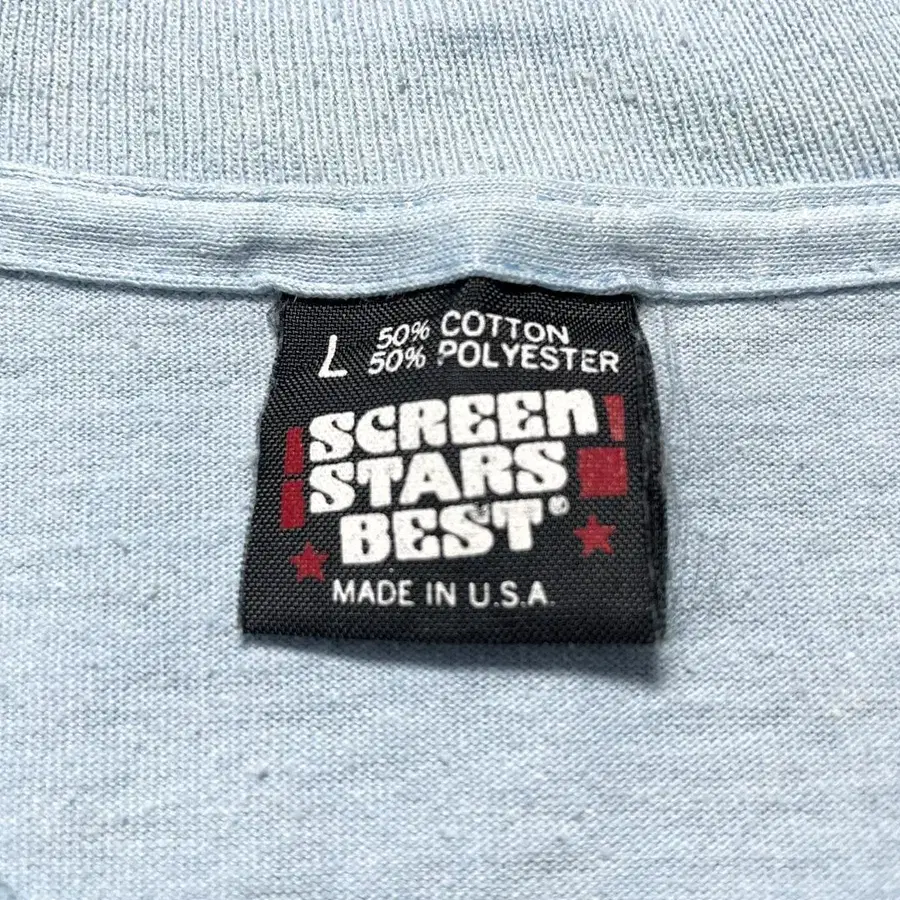 L 50% COTTON
50% POLYESTER
SCREEN
STARS
BEST®
MADE IN U.S.A.